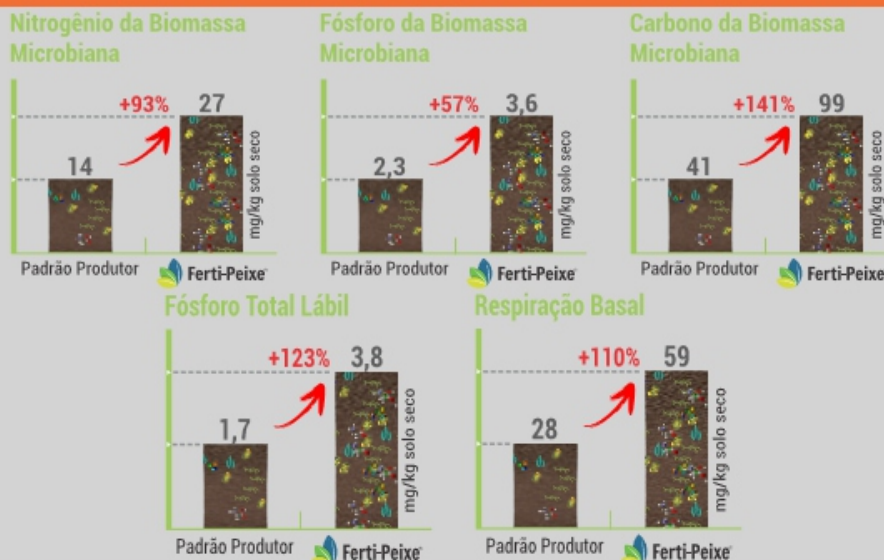 Nitrogênio da Biomassa
Microbiana
+93%
27
14
mg/kg solo seco
Padrão Produtor
Ferti-Peixe
Fósforo da Biomassa
Microbiana
+57%
3,6
2,3
mg/kg solo seco
Padrão Produtor
Ferti-Peixe
Carbono da Biomassa
Microbiana
+141%
99
41
mg/kg solo seco
Padrão Produtor
Ferti-Peixe
Fósforo Total Lábil
+123%
3,8
1,7
mg/kg solo seco
Padrão Produtor
Ferti-Peixe
Respiração Basal
+110%
59
28
mg/kg solo seco
Padrão Produtor
Ferti-Peixe